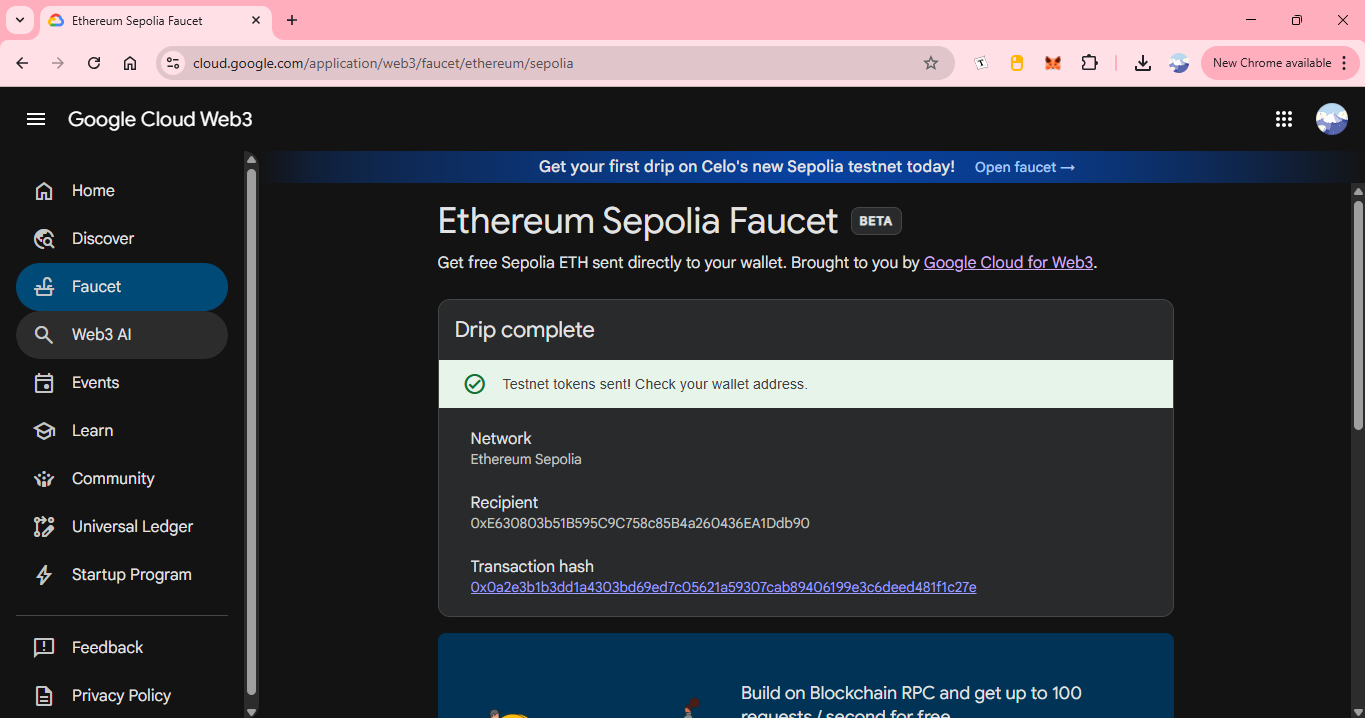 Ethereum Sepolia Faucet
cloud.google.com/application/web3/faucet/ethereum/sepolia
New Chrome available
Google Cloud Web3
Home
Discover
Faucet
Web3 AI
Events
Learn
Community
Universal Ledger
Startup Program
Feedback
Privacy Policy
Get your first drip on Celo's new Sepolia testnet today! Open faucet →
Ethereum Sepolia Faucet BETA
Get free Sepolia ETH sent directly to your wallet. Brought to you by Google Cloud for Web3.
Drip complete
Testnet tokens sent! Check your wallet address.
Network
Ethereum Sepolia
Recipient
0xE630803b51B595C9C758c85B4a260436EA1Ddb90
Transaction hash
0x0a2e3b1b3dd1a4303bd69ed7c05621a59307cab89406199e3c6deed481f1c27e
Build on Blockchain RPC and get up to 100
requests / second for free